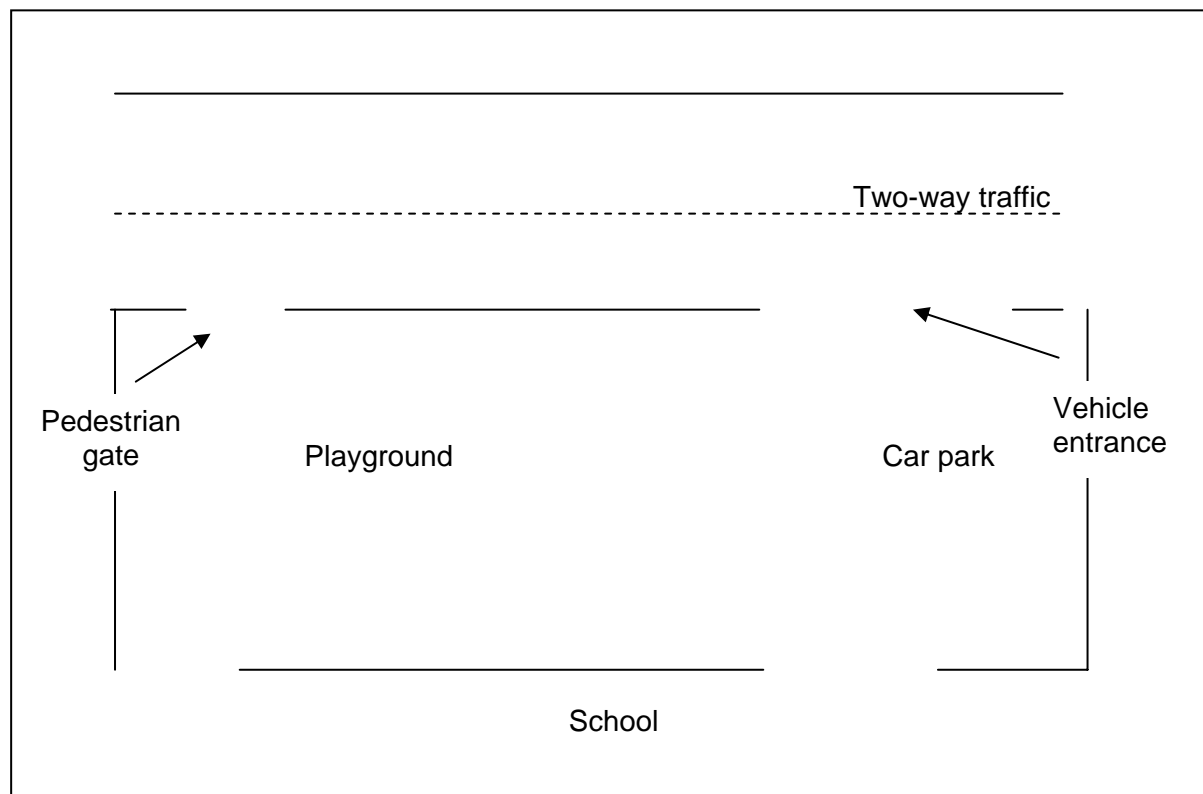 Two-way traffic
Pedestrian
gate
Playground
Car park
Vehicle
entrance
School